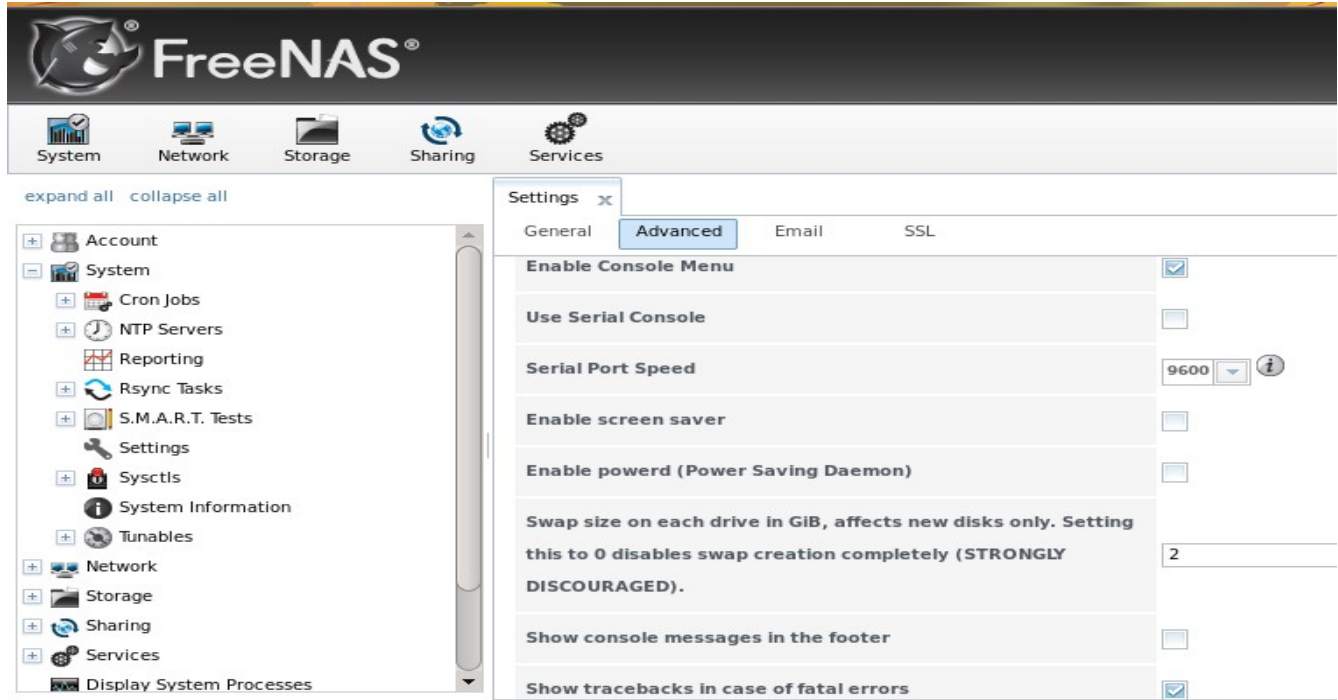 FreeNAS®
System Network Storage Sharing Services
expand all collapse all
Account
System
Cron Jobs
NTP Servers
Reporting
Rsync Tasks
S.M.A.R.T. Tests
Settings
Sysctls
System Information
Tunables
Network
Storage
Sharing
Services
Display System Processes
Settings x
General Advanced Email SSL
Enable Console Menu
Use Serial Console
Serial Port Speed 9600
Enable screen saver
Enable powerd (Power Saving Daemon)
Swap size on each drive in GiB, affects new disks only. Setting
this to 0 disables swap creation completely (STRONGLY 2
DISCOURAGED).
Show console messages in the footer
Show tracebacks in case of fatal errors